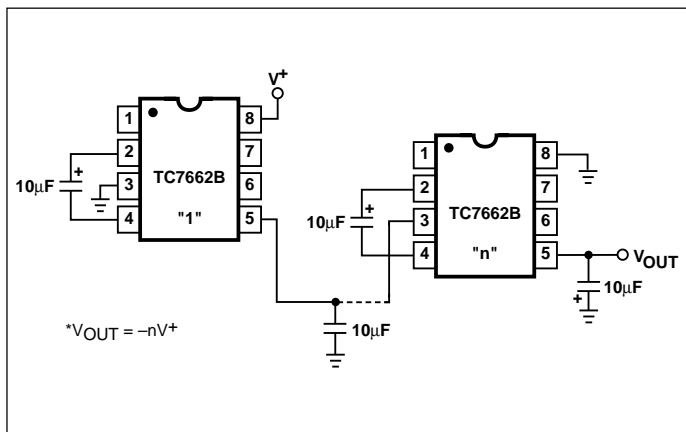 V+
1
2
3
4
8
7
6
5
TC7662B
"1"
10µF
+
1
2
3
4
8
7
6
5
TC7662B
"n"
10µF
+
VOUT
10µF
+
10µF
*VOUT = –nV+